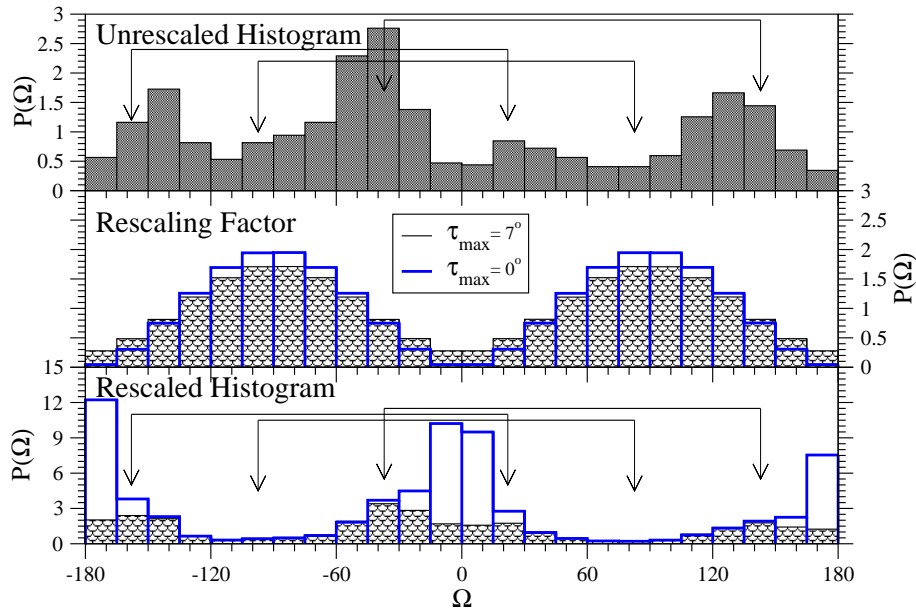 Unrescaled Histogram
P(Ω)
3
2.5
2
1.5
1
0.5
0
Rescaling Factor
τmax = 7°
τmax = 0°
3
2.5
2
1.5
1
0.5
0
P(Ω)
Rescaled Histogram
P(Ω)
15
12
9
6
3
0
-180 -120 -60 0 60 120 180
Ω